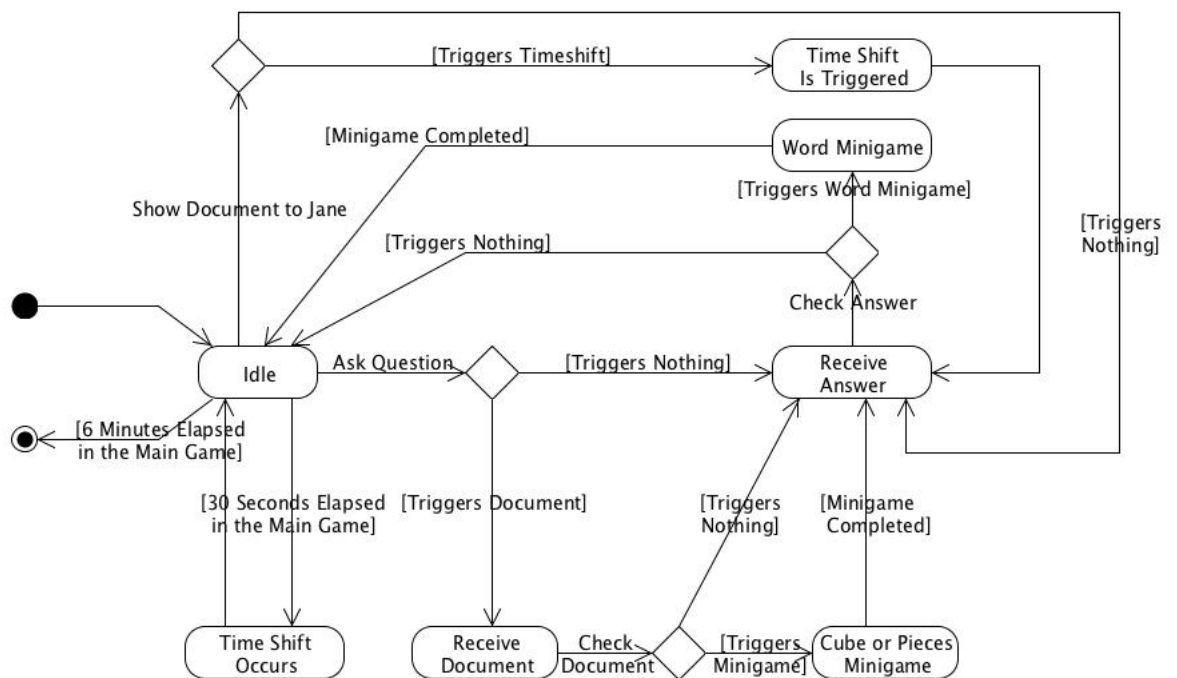 [Triggers Timeshift]
Time Shift
Is Triggered
[Minigame Completed]
Word Minigame
[Triggers Word Minigame]
Show Document to Jane
[Triggers
Nothing]
[Triggers Nothing]
Check Answer
Idle
Ask Question
[Triggers Nothing]
Receive
Answer
[6 Minutes Elapsed
in the Main Game]
[30 Seconds Elapsed
in the Main Game]
[Triggers Document]
[Triggers
Nothing]
[Minigame
Completed]
Time Shift
Occurs
Receive
Document
Check
Document
[Triggers
Minigame]
Cube or Pieces
Minigame